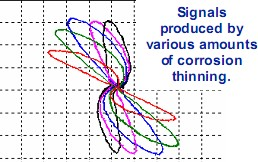 Signals
produced by
various amounts
of corrosion
thinning.